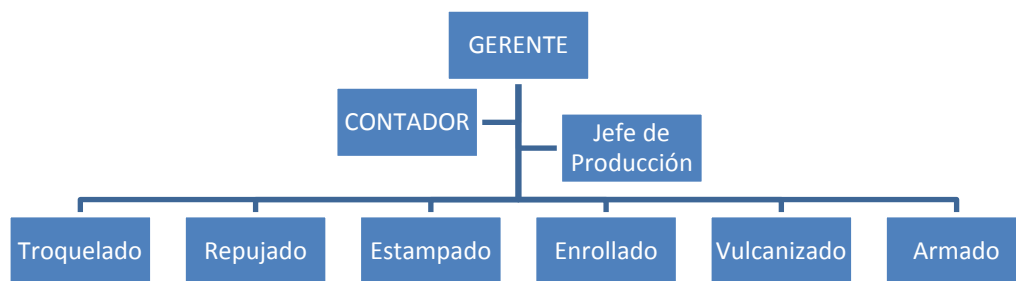 GERENTE
CONTADOR
Jefe de
Producción
Troquelado
Repujado
Estampado
Enrollado
Vulcanizado
Armado